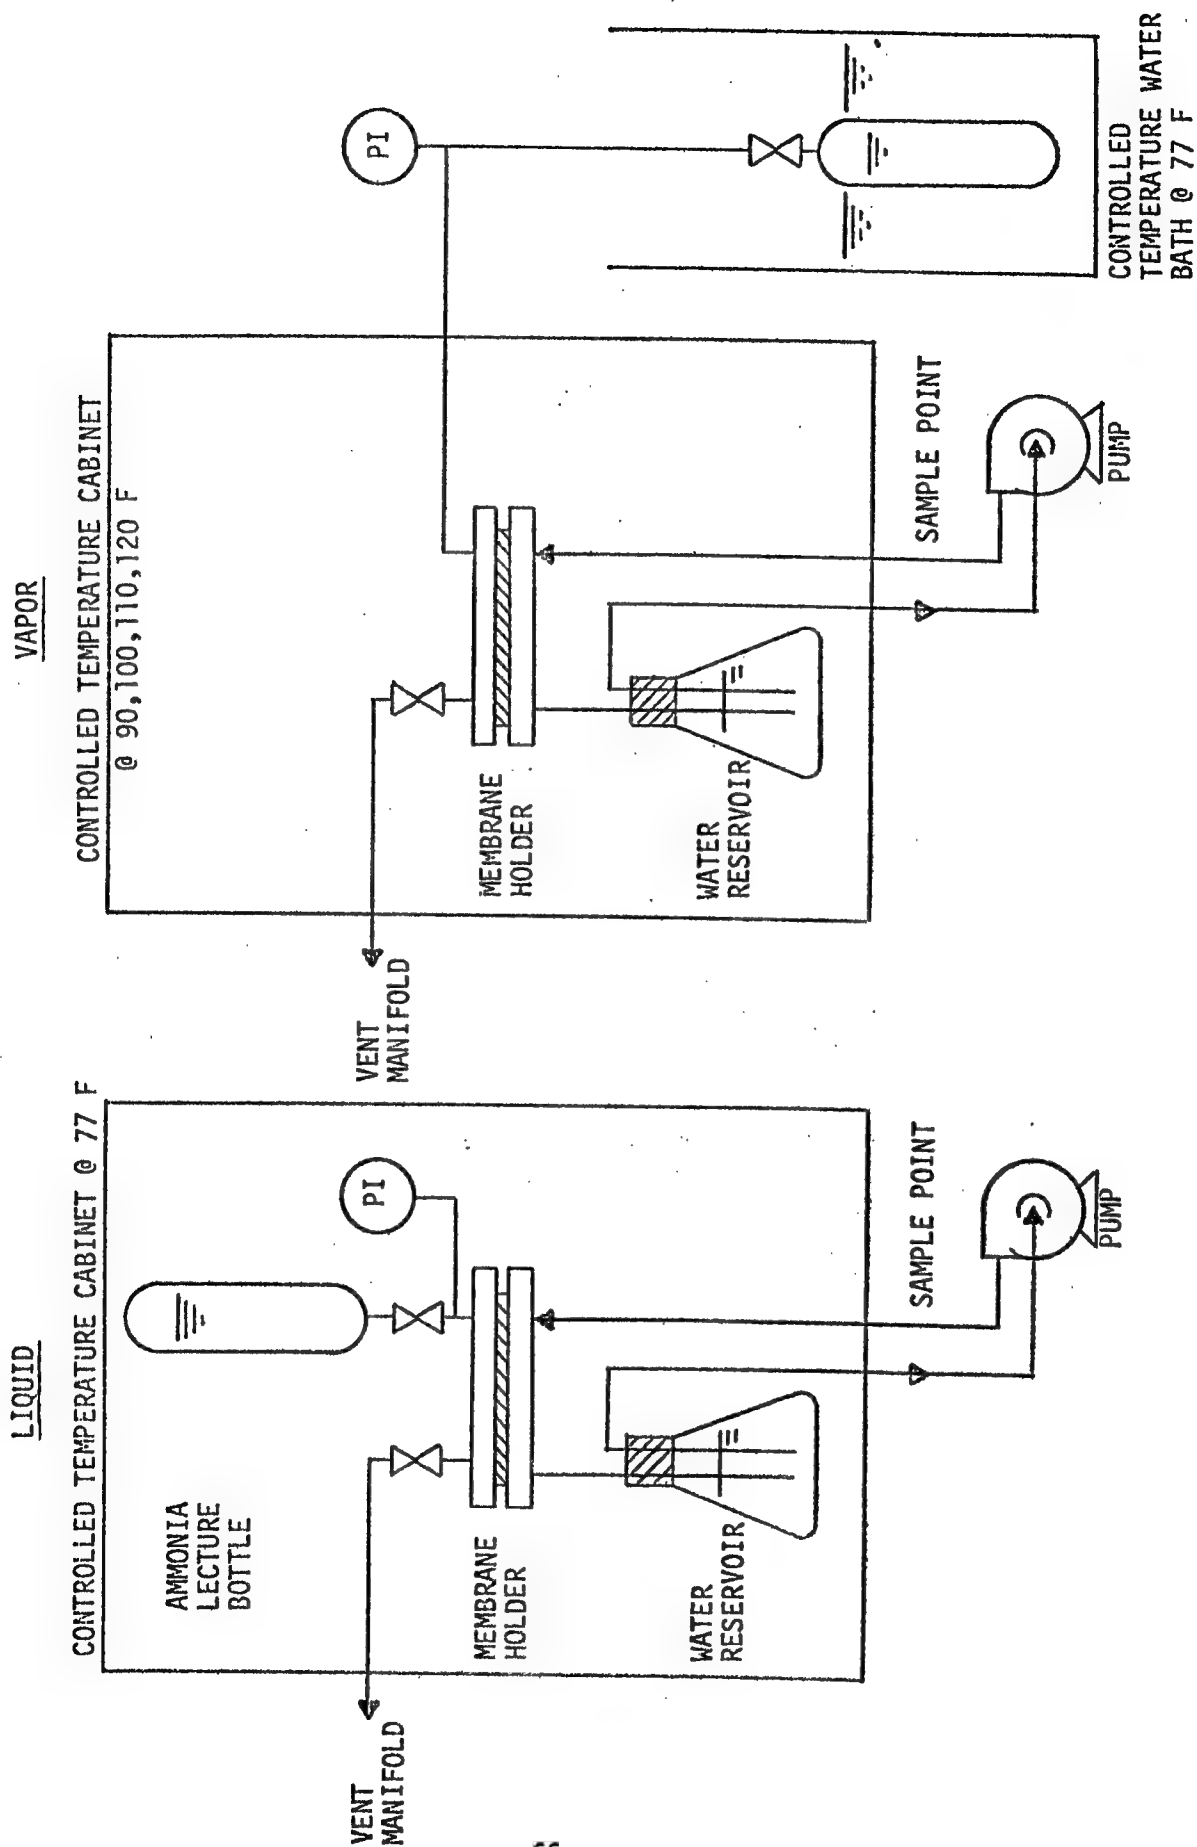 LIQUID
CONTROLLED TEMPERATURE CABINET @ 77 F
AMMONIA
LECTURE
BOTTLE
PI
VENT
MANIFOLD
MEMBRANE
HOLDER
WATER
RESERVOIR
SAMPLE POINT
PUMP
VAPOR
CONTROLLED TEMPERATURE CABINET
@ 90,100,110,120 F
PI
VENT
MANIFOLD
MEMBRANE
HOLDER
WATER
RESERVOIR
SAMPLE POINT
PUMP
CONTROLLED
TEMPERATURE WATER
BATH @ 77 F